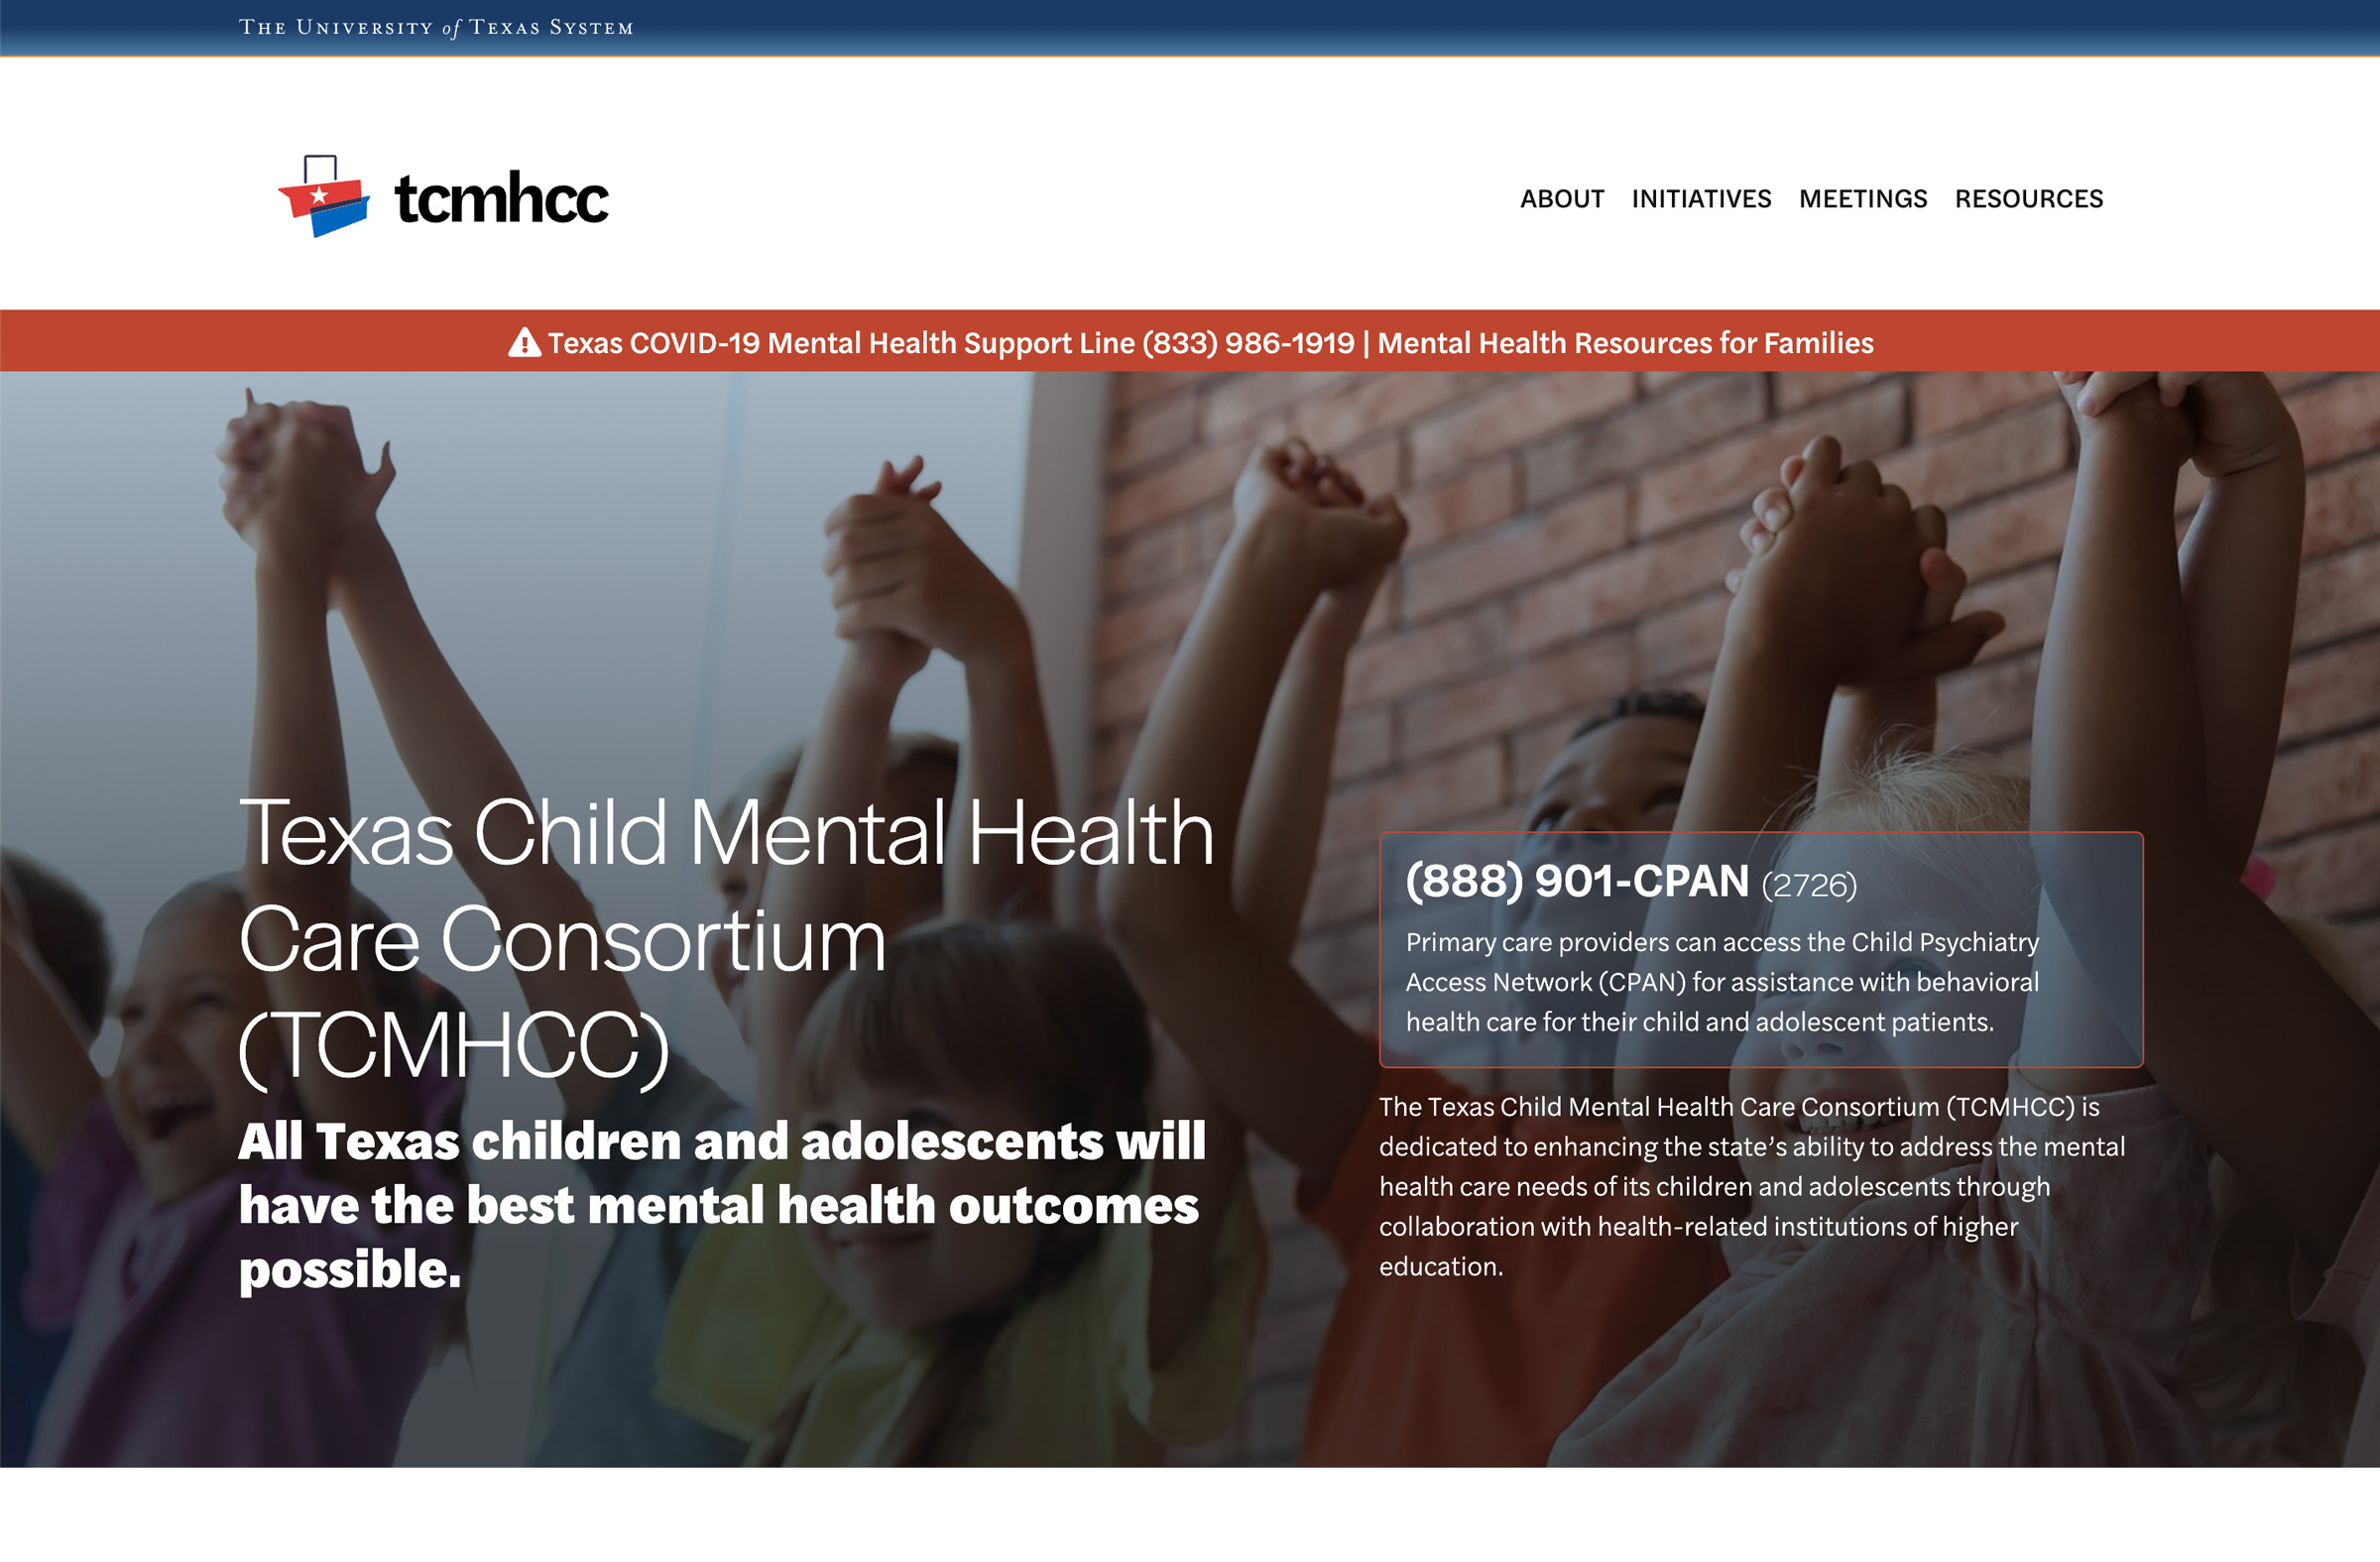 The University of Texas System
tcmhcc
ABOUT INITIATIVES MEETINGS RESOURCES
Texas COVID-19 Mental Health Support Line (833) 986-1919 | Mental Health Resources for Families
Texas Child Mental Health
Care Consortium
(TCMHCC)
All Texas children and adolescents will
have the best mental health outcomes
possible.
(888) 901-CPAN (2726)
Primary care providers can access the Child Psychiatry
Access Network (CPAN) for assistance with behavioral
health care for their child and adolescent patients.
The Texas Child Mental Health Care Consortium (TCMHCC) is
dedicated to enhancing the state’s ability to address the mental
health care needs of its children and adolescents through
collaboration with health-related institutions of higher
education.